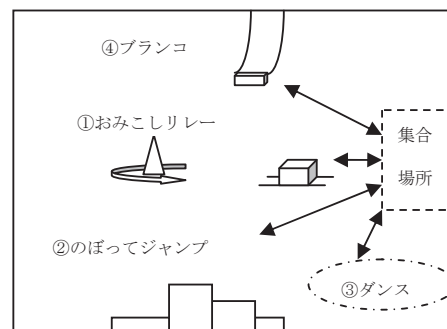 ④ブランコ
①おみこしリレー
集合
場所
②のぼってジャンプ
③ダンス